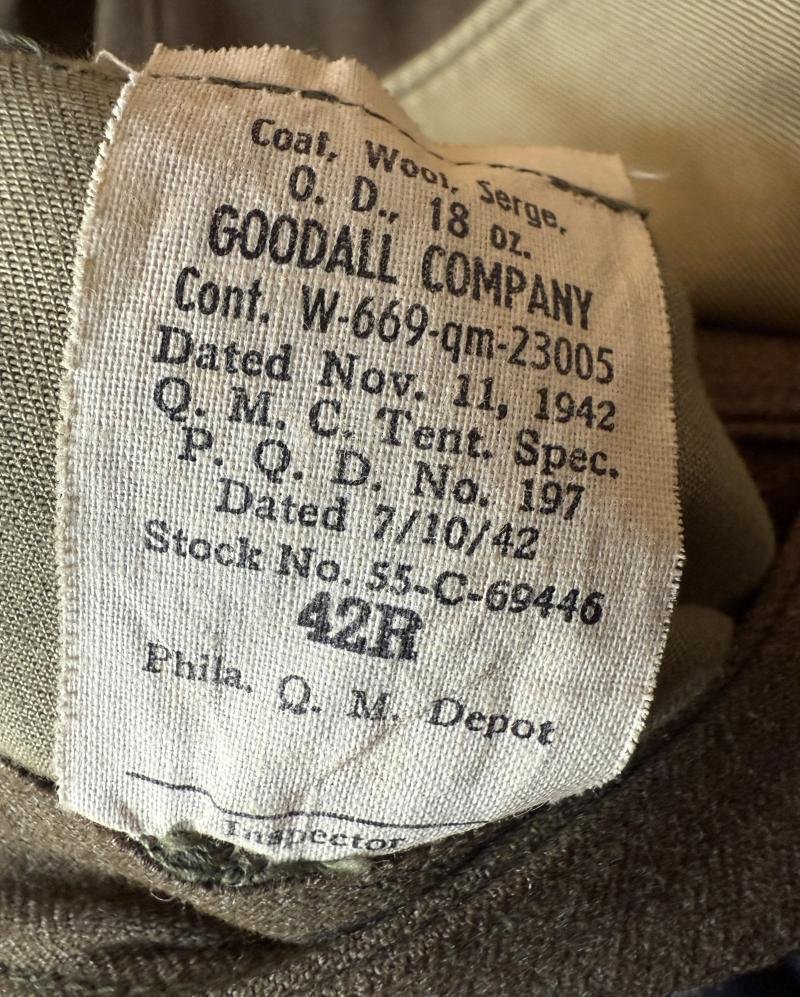 Coat, Wool, Serge,
O. D., 18 oz.
GOODALL COMPANY
Cont. W-669-qm-23005
Dated Nov. 11, 1942
Q. M. C. Tent. Spec.
P. Q. D. No. 197
Dated 7/10/42
Stock No. 55-C-69446
42R
Phila. Q. M. Depot
Inspector